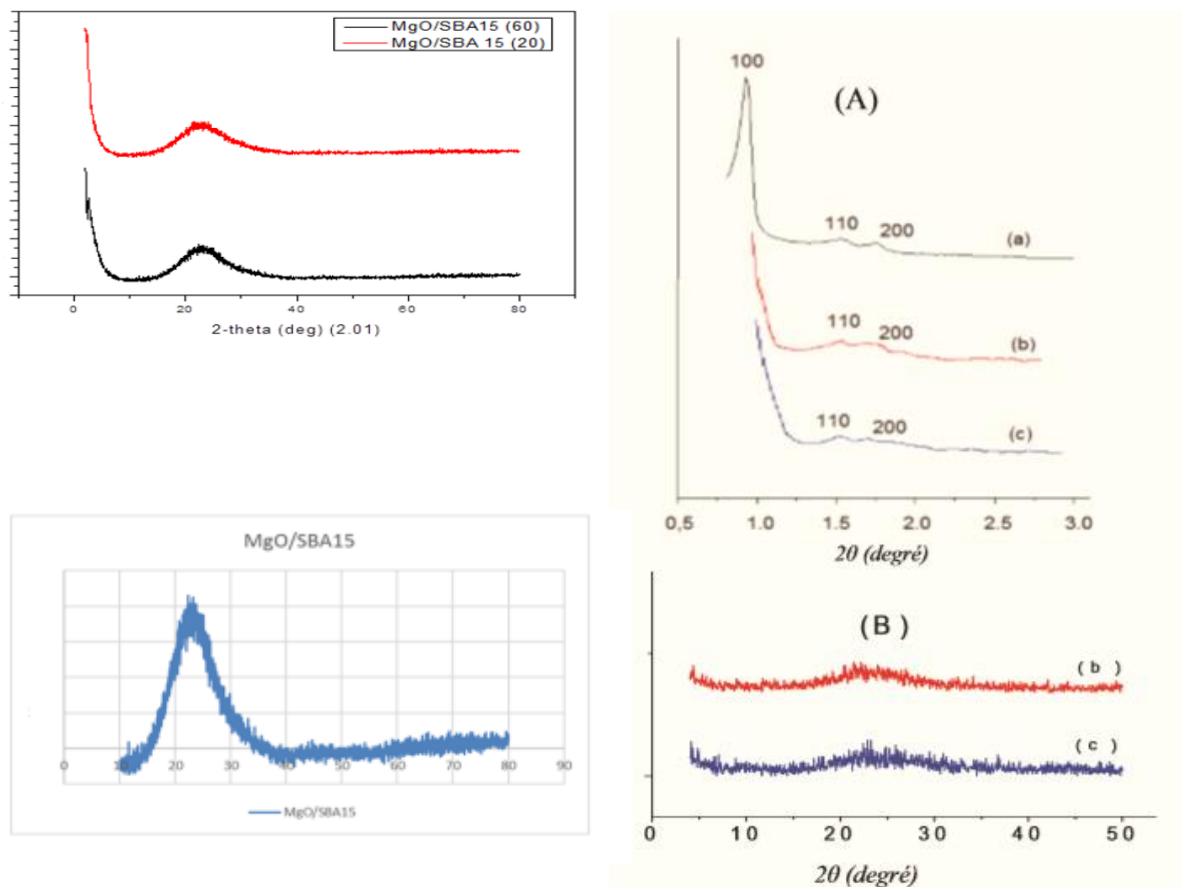 MgO/SBA15 (60)
MgO/SBA 15 (20)
0 20 40 60 80
2-theta (deg) (2.01)
100
(A)
110
200
(a)
110
200
(b)
110
200
(c)
0,5 1.0 1.5 2.0 2.5 3.0
2θ (degré)
MgO/SBA15
0 10 20 30 40 50 60 70 80 90
MgO/SBA15
( B )
( b )
( c )
0 10 20 30 40 50
2θ (degré)